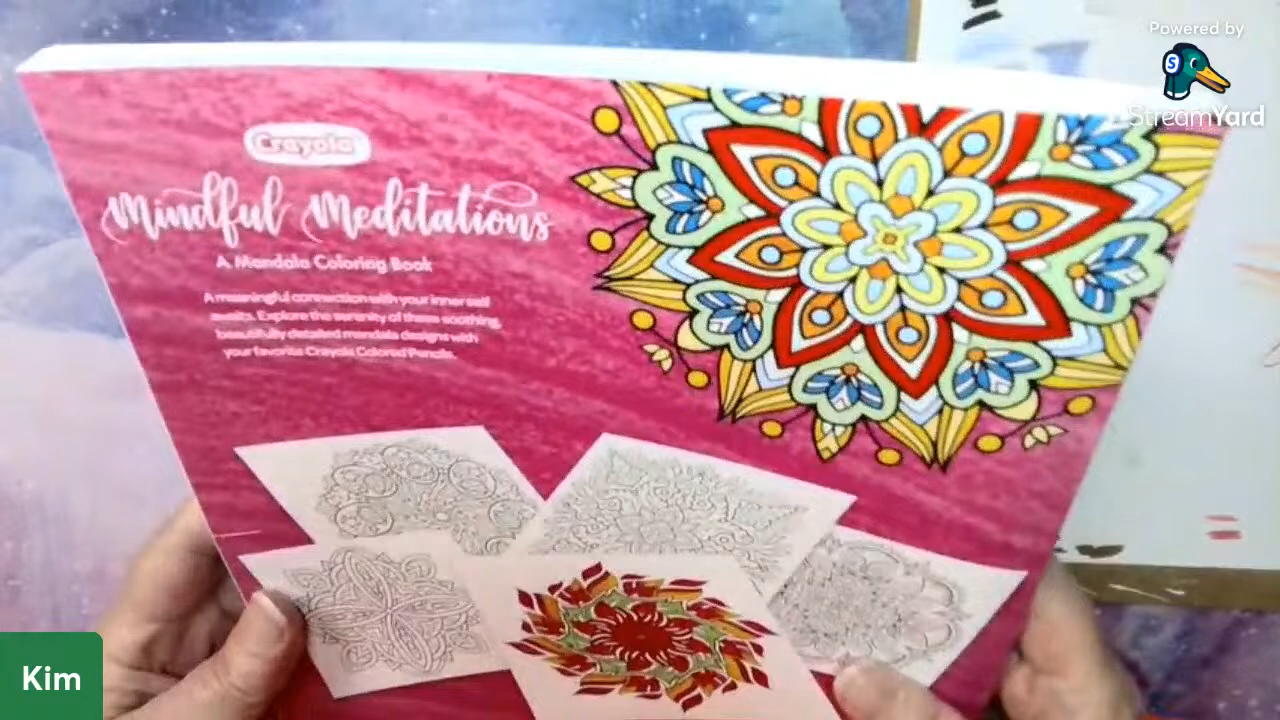 Powered by
StreamYard
Crayola
Mindful Meditations
A Mandala Coloring Book
A meaningful connection with your inner self
awaits. Explore the serenity of these soothing,
beautifully detailed mandala designs with
your favorite Crayola Colored Pencils.
Kim